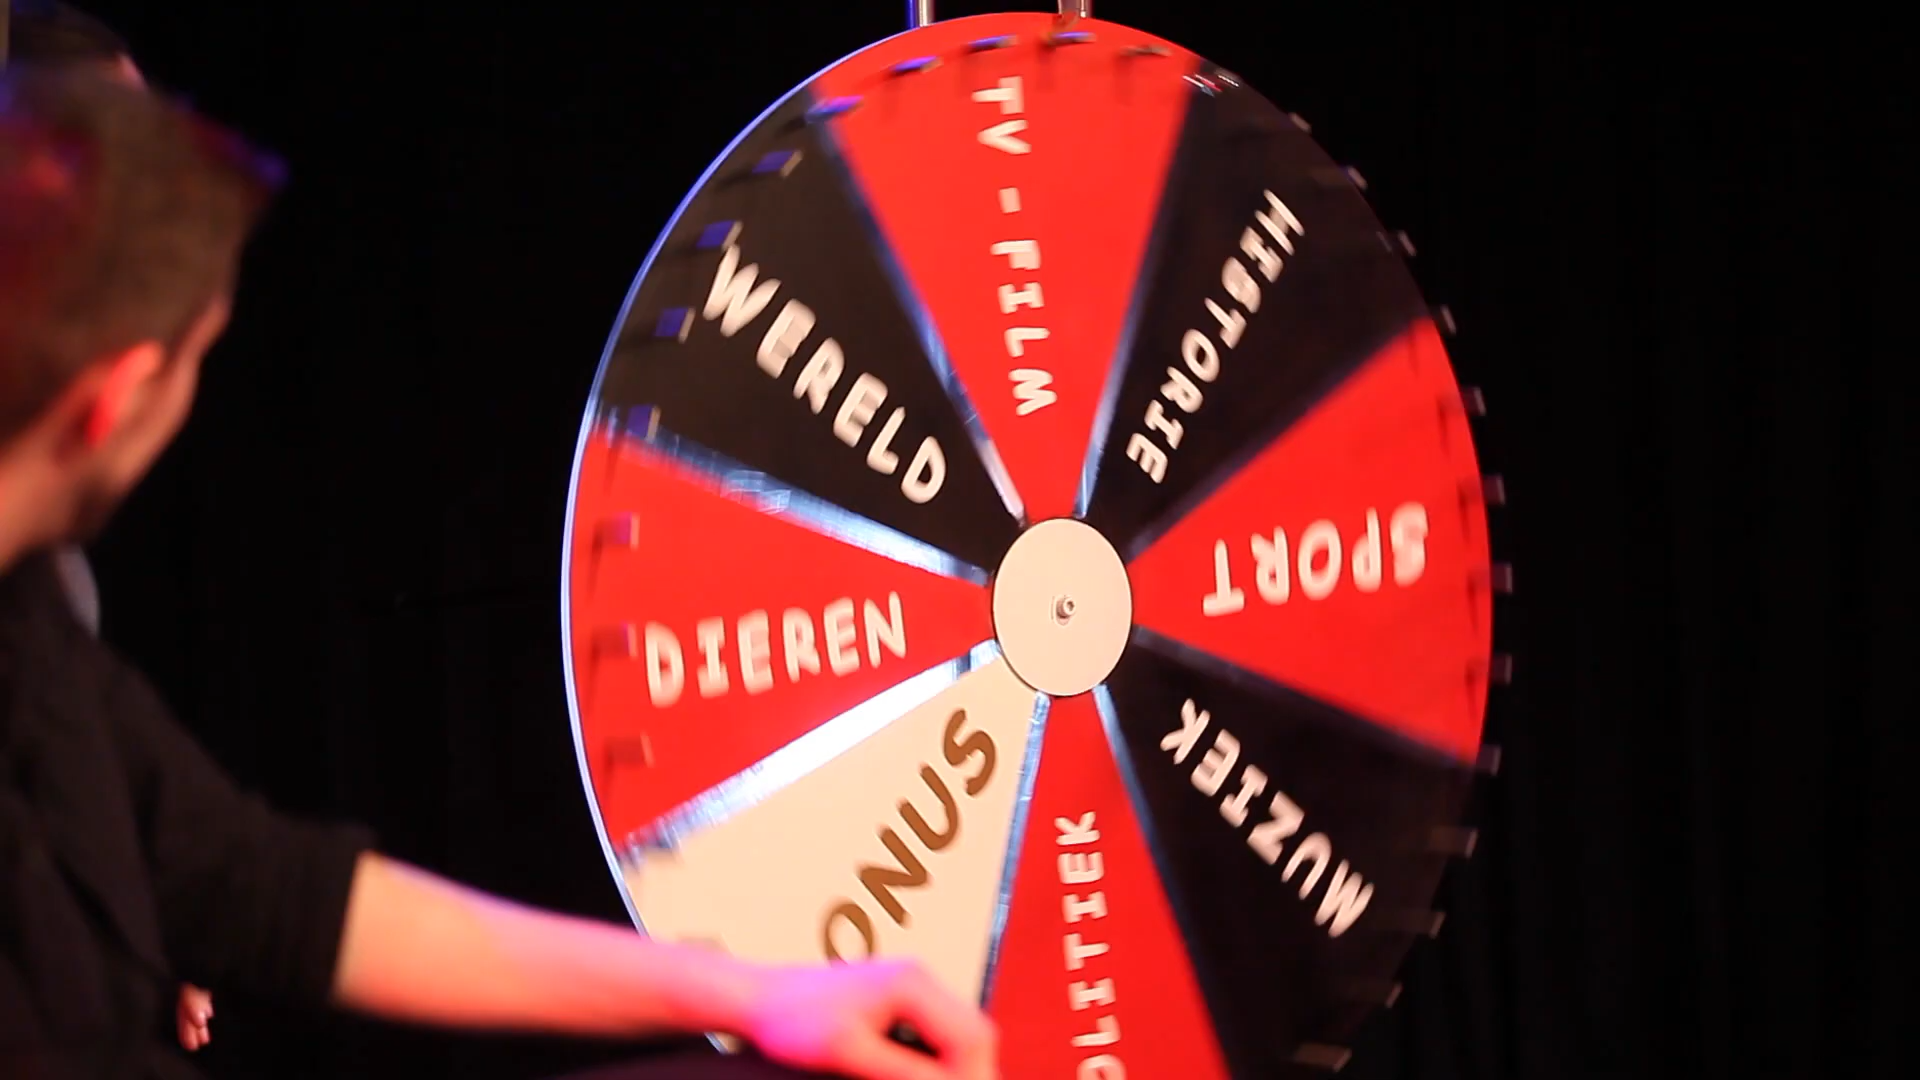 TV - FILM
HISTORIE
SPORT
MUZIEK
OLITIEK
ONUS
DIEREN
WERELD